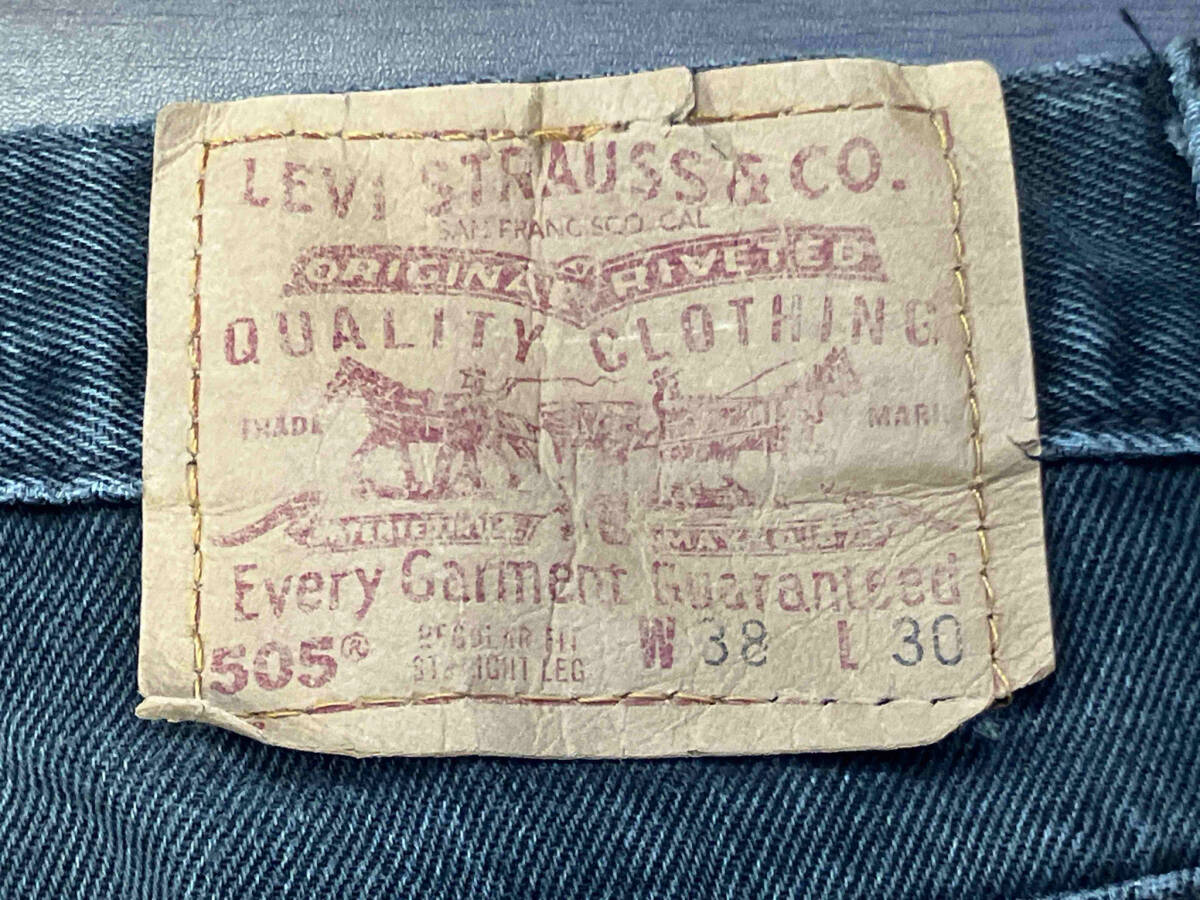 LEVI STRAUSS & CO.
SAN FRANCISCO, CAL
ORIGINAL RIVETED
QUALITY CLOTHING
TRADE MARK
Every Garment Guaranteed
505® REGULAR FIT W 38 L 30
STRAIGHT LEG